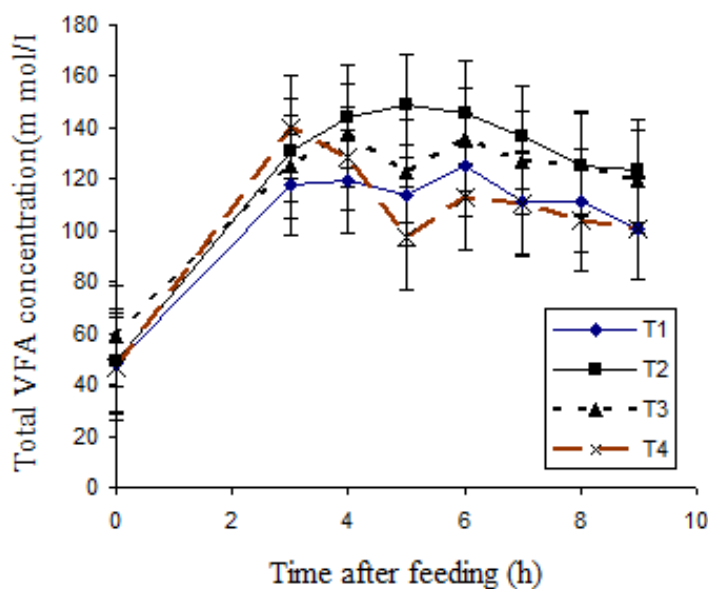 Total VFA concentration(m mol/l
180
160
140
120
100
80
60
40
20
0
0 2 4 6 8 10
Time after feeding (h)
T1
T2
T3
T4